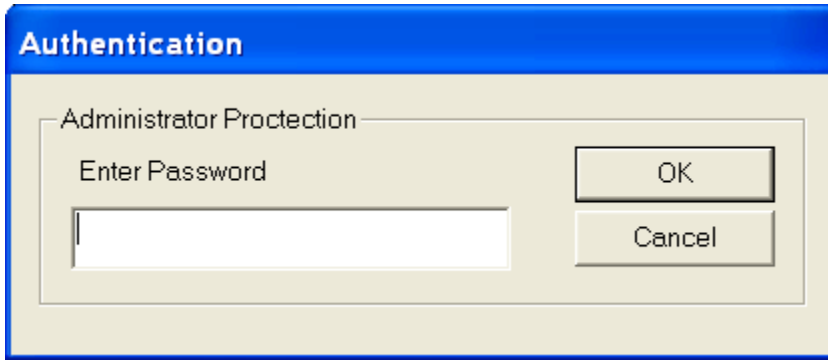 Authentication
Administrator Proctection
Enter Password
OK
Cancel